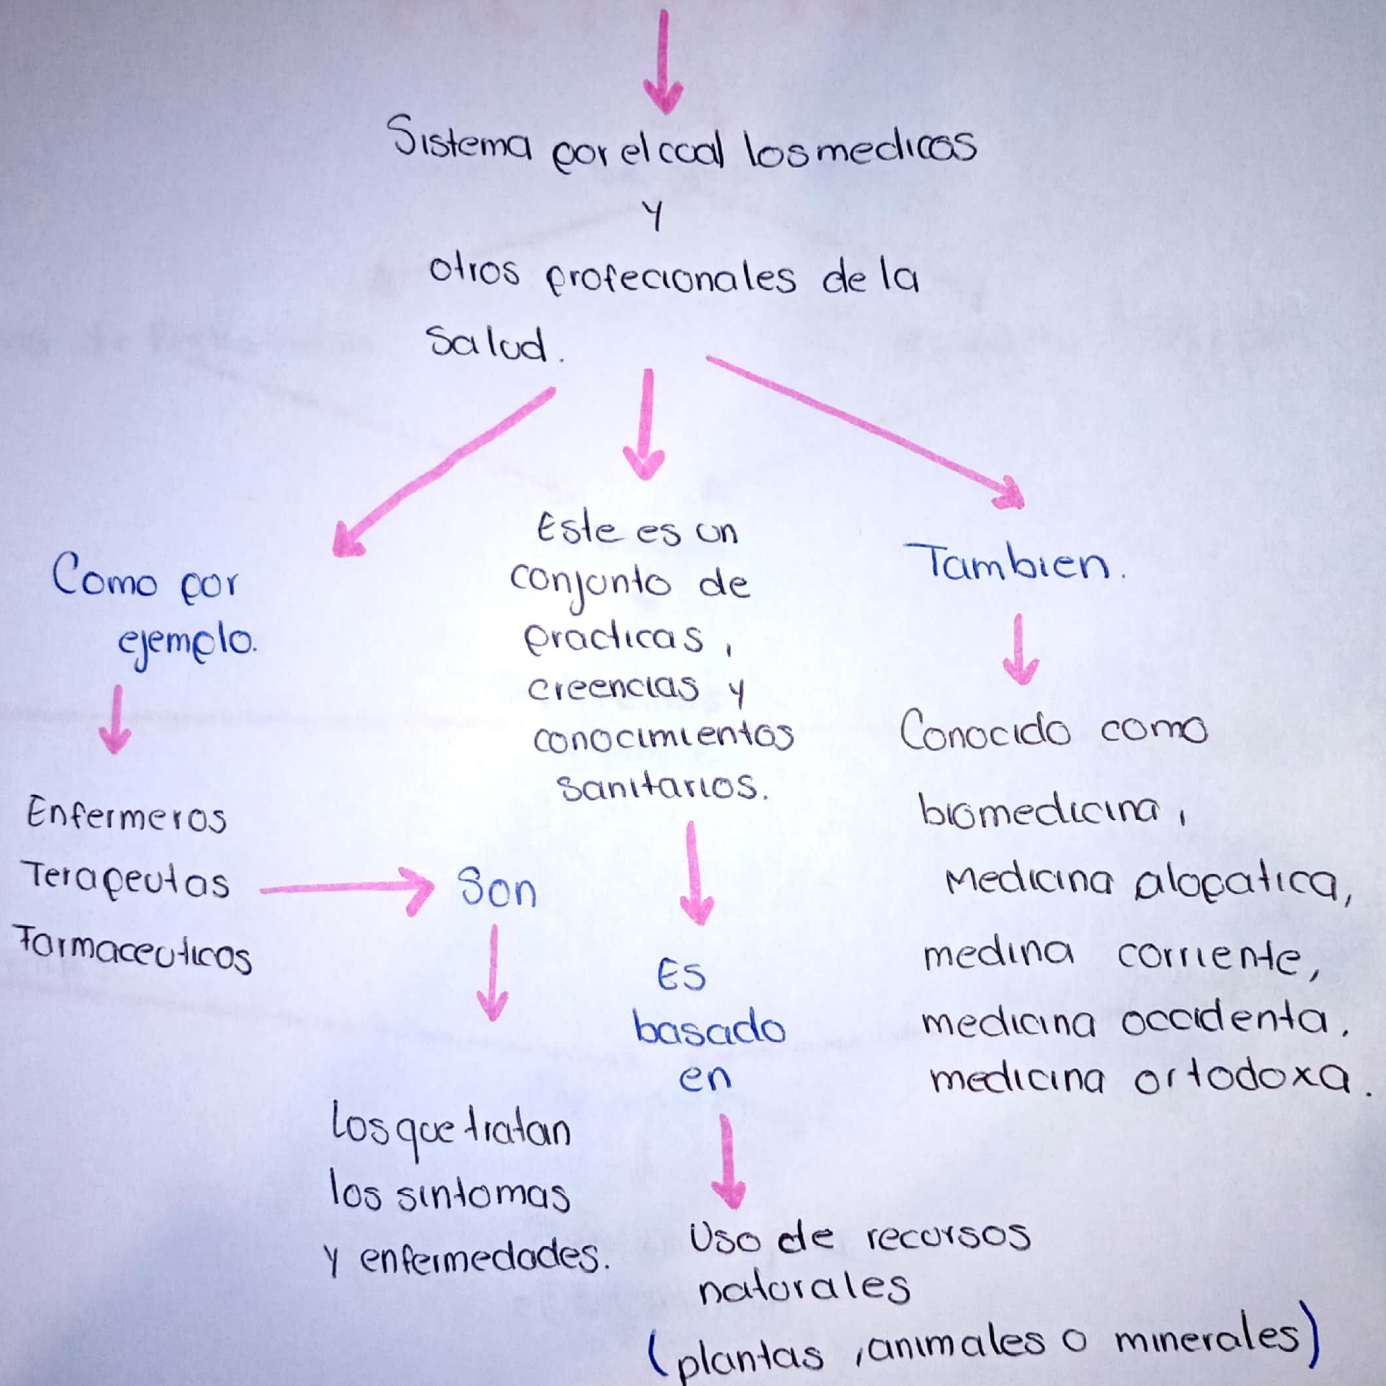 Sistema por el cual los medicos
y
otros profecionales de la
Salud.
Como por
ejemplo.
Enfermeros
Terapeutas
Farmaceuticos
Son
los que tratan
los sintomas
y enfermedades.
Este es un
conjunto de
practicas,
creencias y
conocimientos
sanitarios.
Es
basado
en
Uso de recursos
naturales
(plantas, animales o minerales)
Tambien.
Conocido como
biomedicina,
Medicina alopatica,
medina corriente,
medicina occidenta,
medicina ortodoxa.